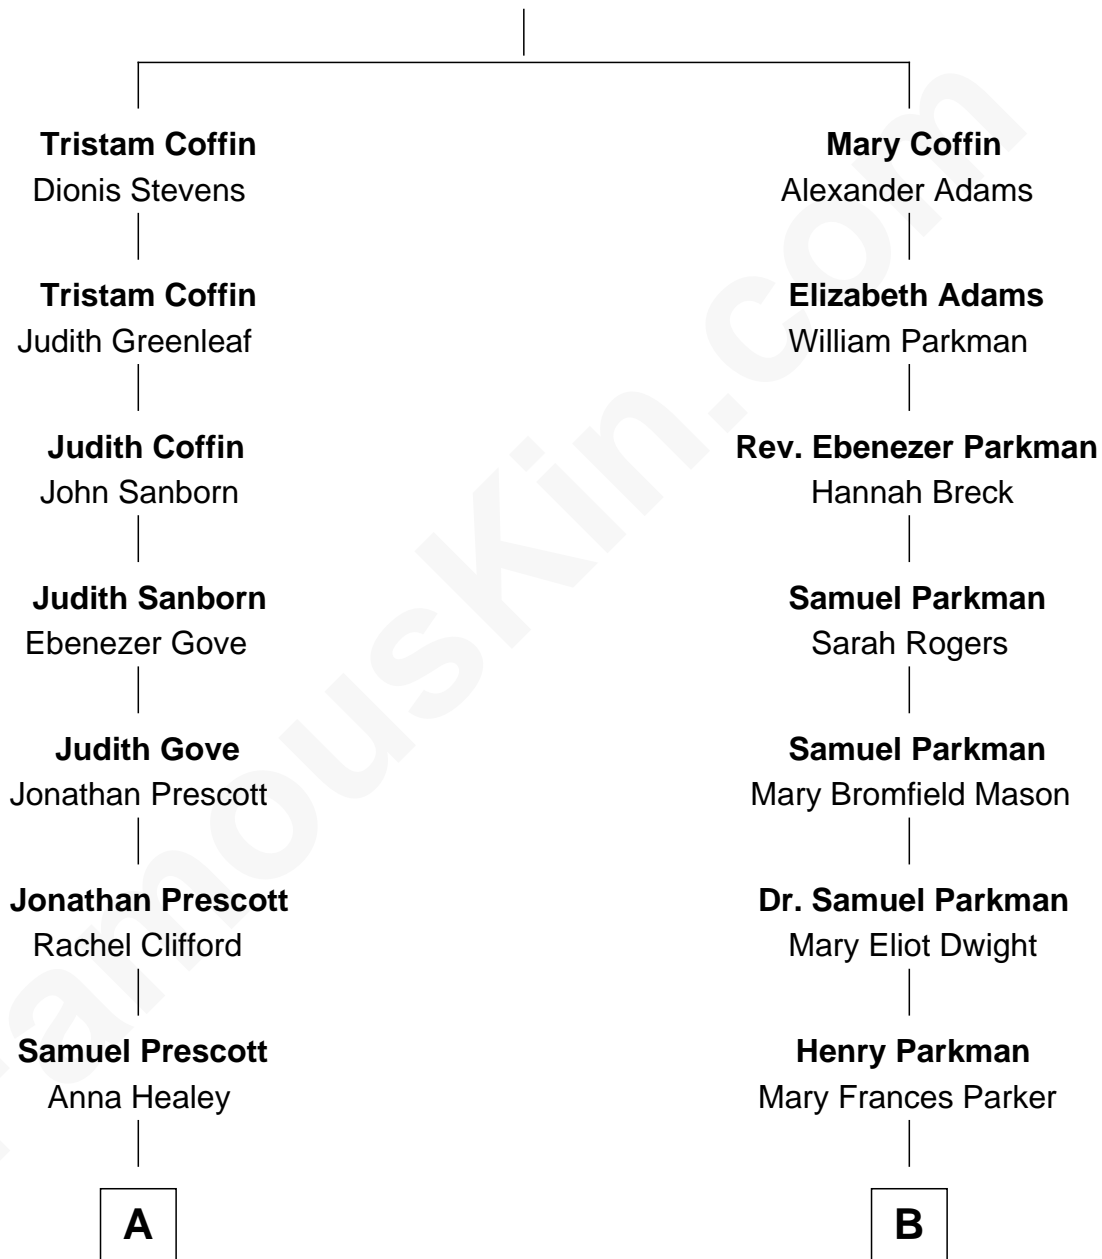 Tristam Coffin
Dionis Stevens
Tristam Coffin
Judith Greenleaf
Judith Coffin
John Sanborn
Judith Sanborn
Ebenezer Gove
Judith Gove
Jonathan Prescott
Jonathan Prescott
Rachel Clifford
Samuel Prescott
Anna Healey
A
Mary Coffin
Alexander Adams
Elizabeth Adams
William Parkman
Rev. Ebenezer Parkman
Hannah Breck
Samuel Parkman
Sarah Rogers
Samuel Parkman
Mary Bromfield Mason
Dr. Samuel Parkman
Mary Eliot Dwight
Henry Parkman
Mary Frances Parker
B
FamousKin.com